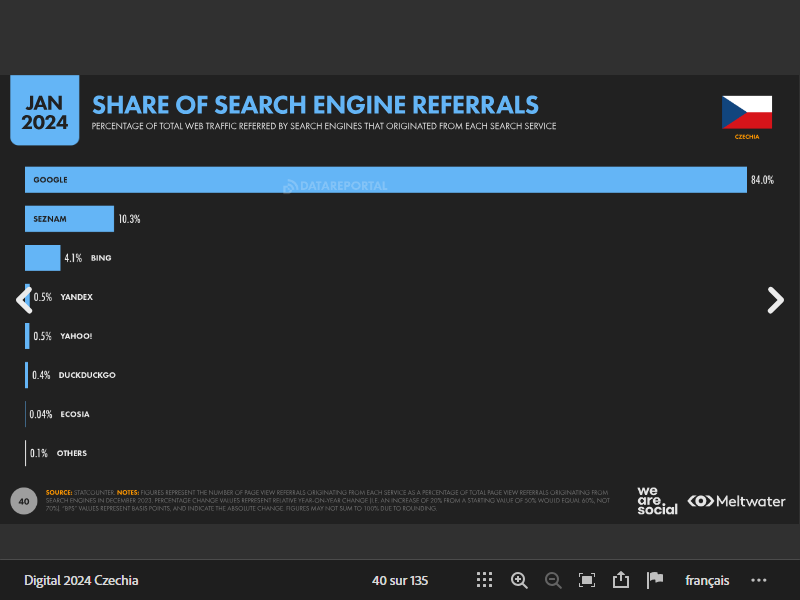 JAN
2024
SHARE OF SEARCH ENGINE REFERRALS
PERCENTAGE OF TOTAL WEB TRAFFIC REFERRED BY SEARCH ENGINES THAT ORIGINATED FROM EACH SEARCH SERVICE
CZECHIA
GOOGLE 84.0%
DATAREPORTAL
SEZNAM 10.3%
4.1% BING
0.5% YANDEX
0.5% YAHOO!
0.4% DUCKDUCKGO
0.04% ECOSIA
0.1% OTHERS
40
SOURCE: STATCOUNTER. NOTES: FIGURES REPRESENT THE NUMBER OF PAGE VIEW REFERRALS ORIGINATING FROM EACH SERVICE AS A PERCENTAGE OF TOTAL PAGE VIEW REFERRALS ORIGINATING FROM
SEARCH ENGINES IN DECEMBER 2023. PERCENTAGE CHANGE VALUES REPRESENT RELATIVE YEAR-ON-YEAR CHANGE (I.E. AN INCREASE OF 20% FROM A STARTING VALUE OF 50% WOULD EQUAL 60%, NOT
70%). "BPS" VALUES REPRESENT BASIS POINTS, AND INDICATE THE ABSOLUTE CHANGE. FIGURES MAY NOT SUM TO 100% DUE TO ROUNDING.
we
are.
social
Meltwater
Digital 2024 Czechia
40 sur 135
français